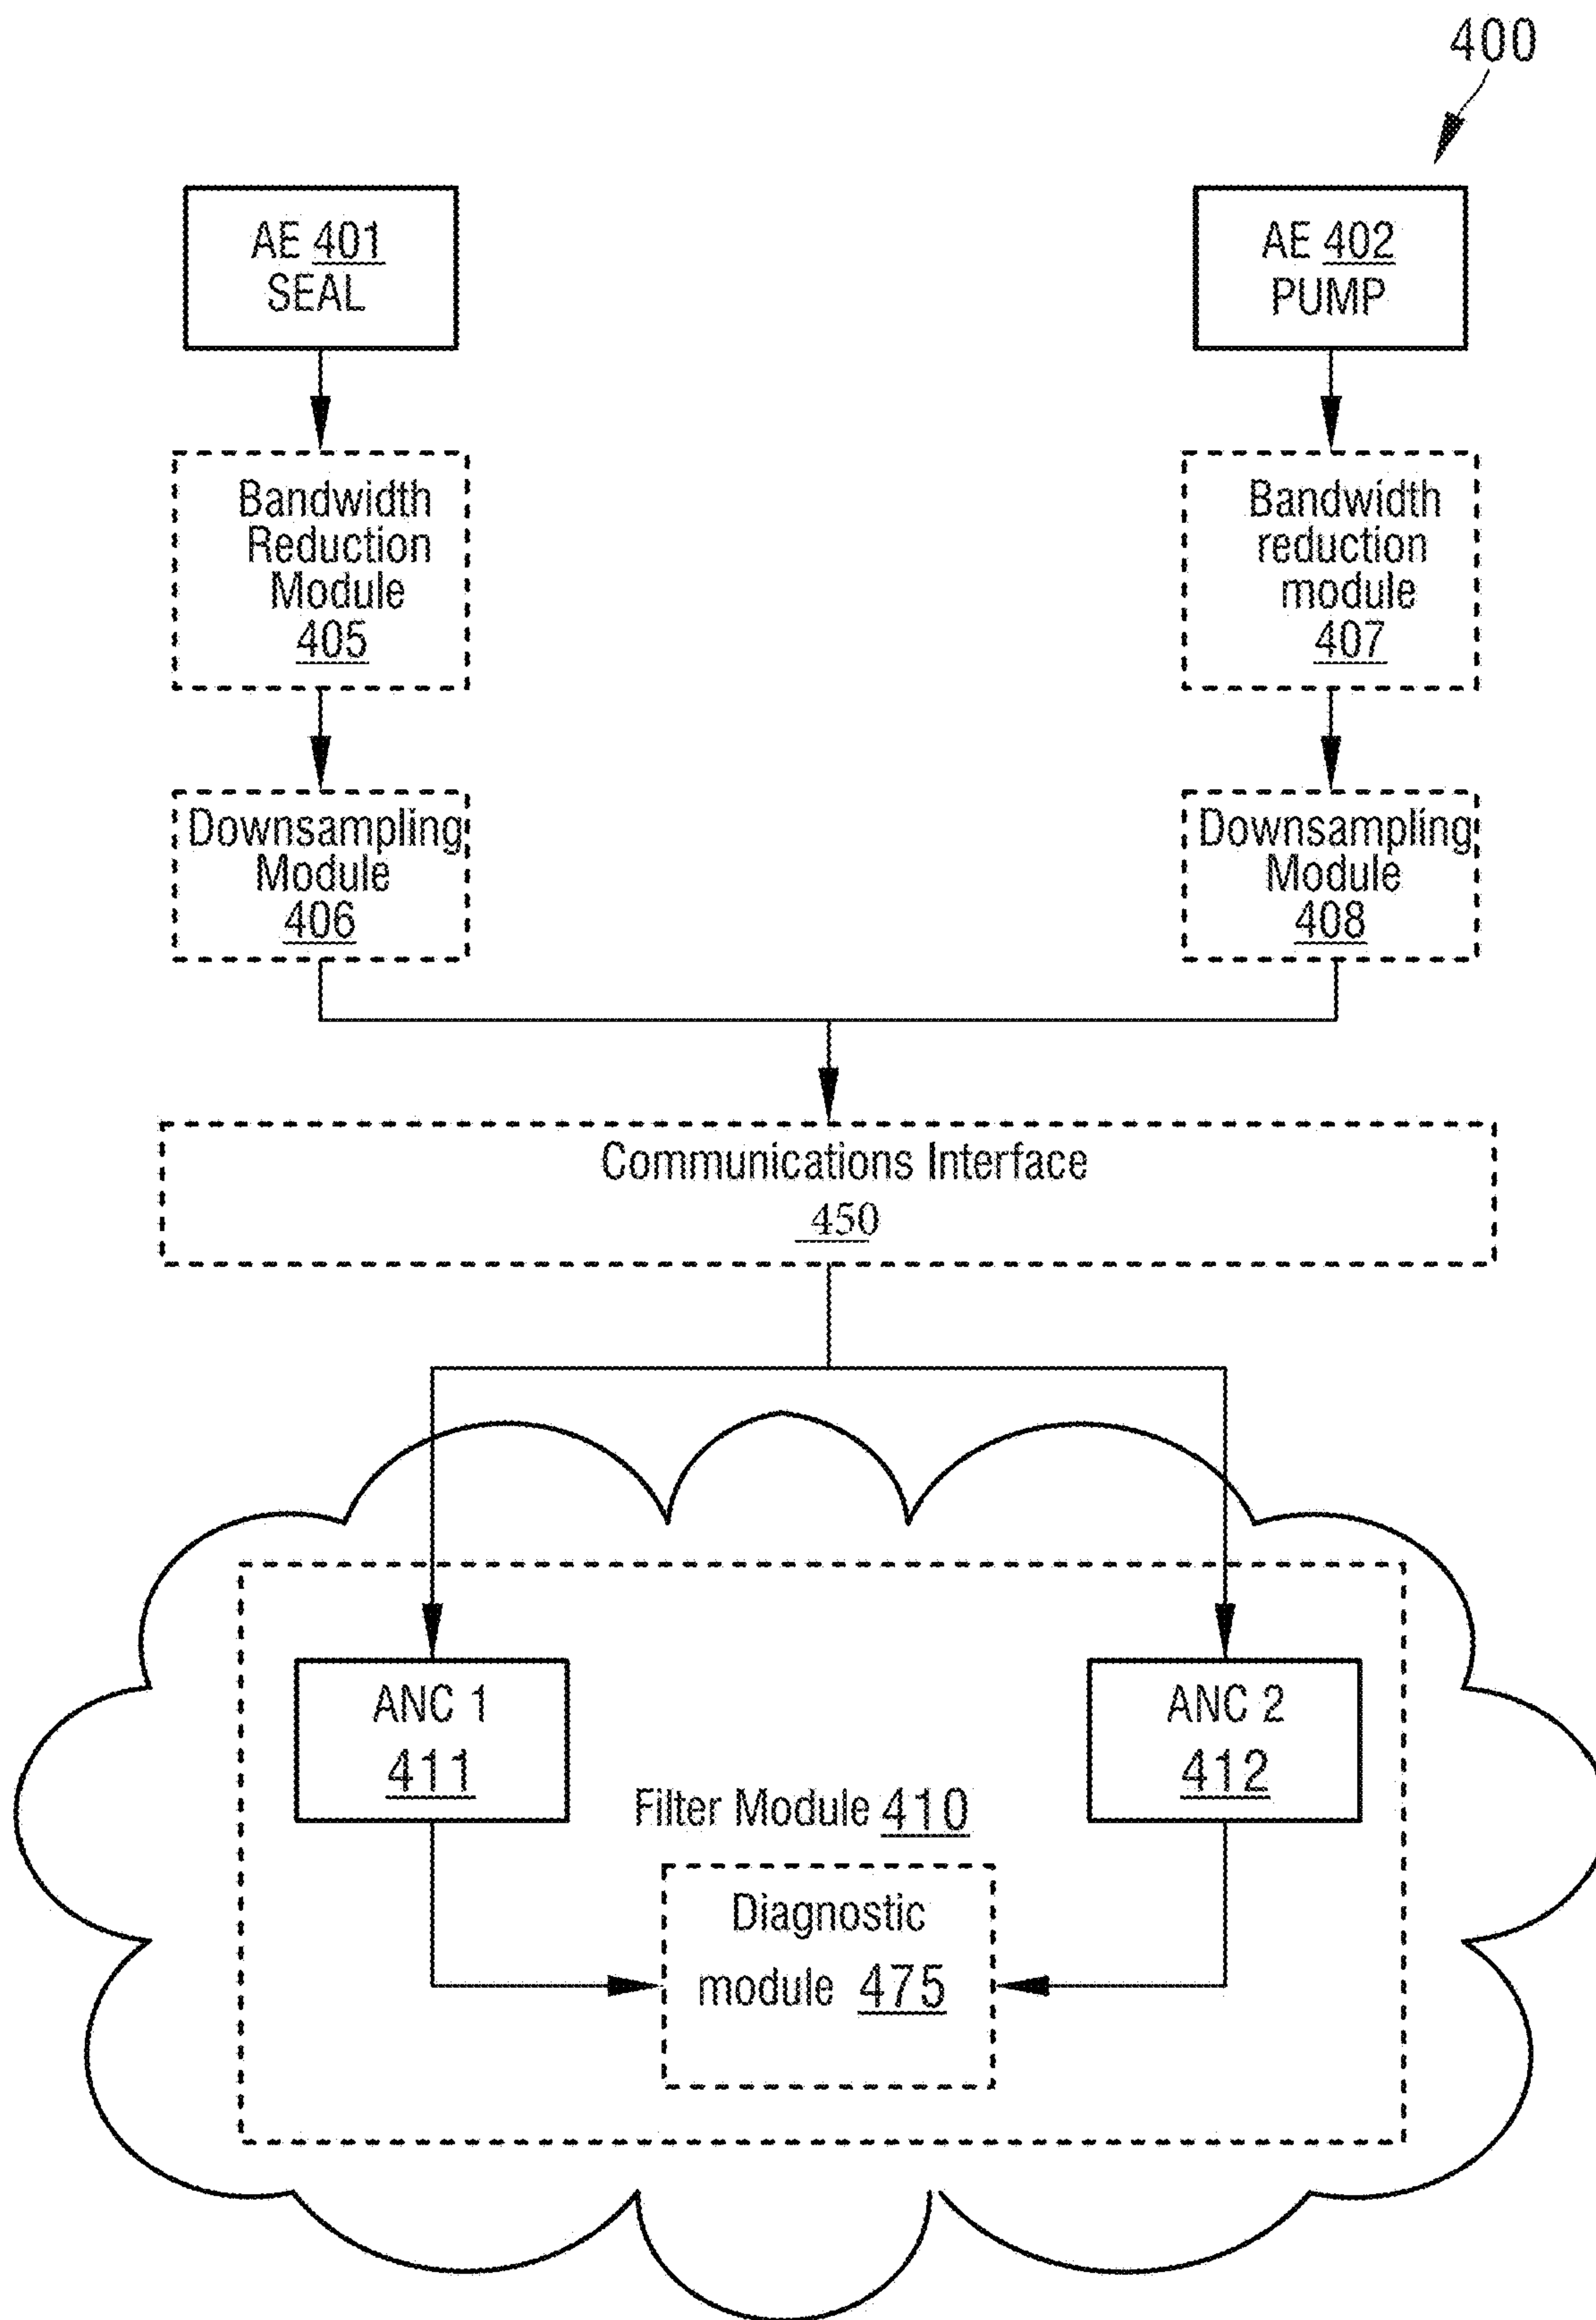 400
AE 401
SEAL
AE 402
PUMP
Bandwidth
Reduction
Module
405
Bandwidth
reduction
module
407
Downsampling
Module
406
Downsampling
Module
408
Communications Interface
450
ANC 1
411
ANC 2
412
Filter Module 410
Diagnostic
module 475